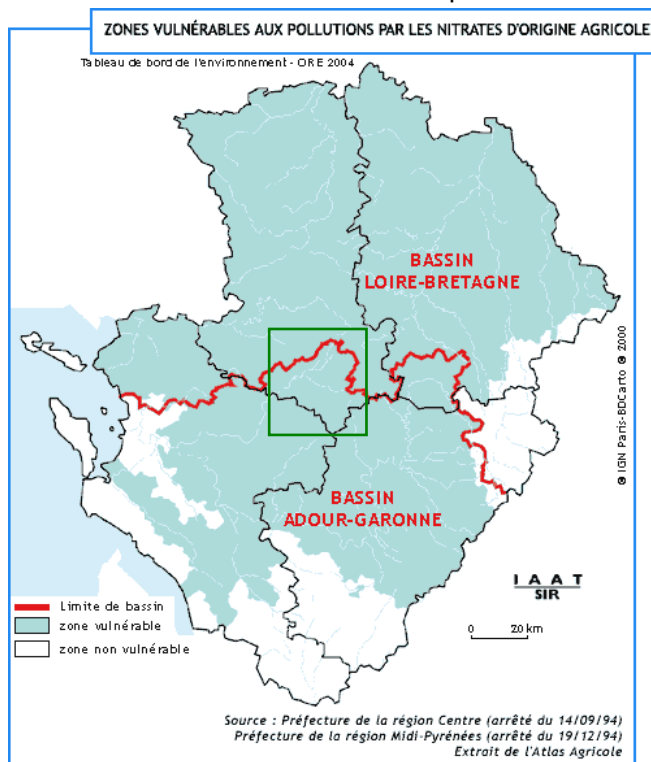 ZONES VULNÉRABLES AUX POLLUTIONS PAR LES NITRATES D'ORIGINE AGRICOLE
Tableau de bord de l'environnement - ORE 2004
BASSIN
LOIRE-BRETAGNE
© IGN Paris-BDCarto © 2000
BASSIN
ADOUR-GARONNE
I A A T
SIR
Limite de bassin
zone vulnérable
zone non vulnérable
0 20 km
Source : Préfecture de la région Centre (arrêté du 14/09/94)
Préfecture de la région Midi-Pyrénées (arrêté du 19/12/94)
Extrait de l'Atlas Agricole